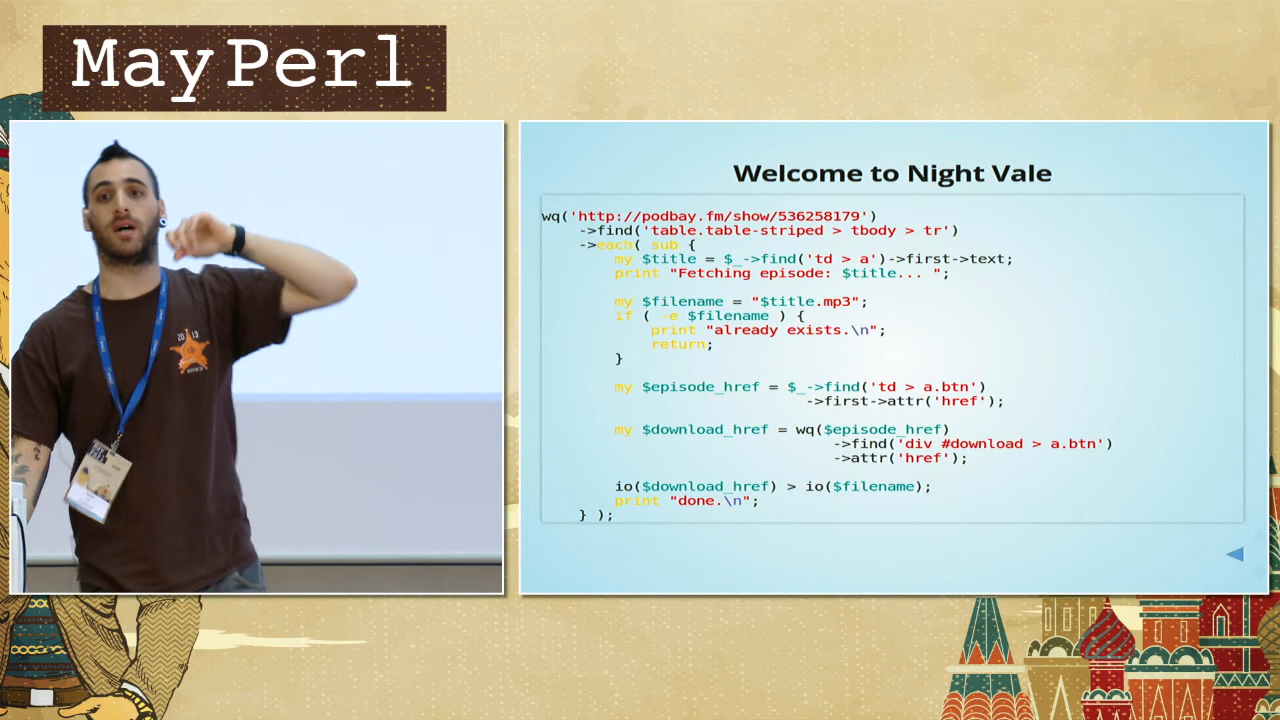 MayPerl
2013
Welcome to Night Vale
wq('http://podbay.fm/show/536258179')
    ->find('table.table-striped > tbody > tr')
    ->each( sub {
        my $title = $_->find('td > a')->first->text;
        print "Fetching episode: $title... ";

        my $filename = "$title.mp3";
        if ( -e $filename ) {
            print "already exists.\n";
            return;
        }

        my $episode_href = $_->find('td > a.btn')
                             ->first->attr('href');

        my $download_href = wq($episode_href)
                                ->find('div #download > a.btn')
                                ->attr('href');

        io($download_href) > io($filename);
        print "done.\n";
    } );